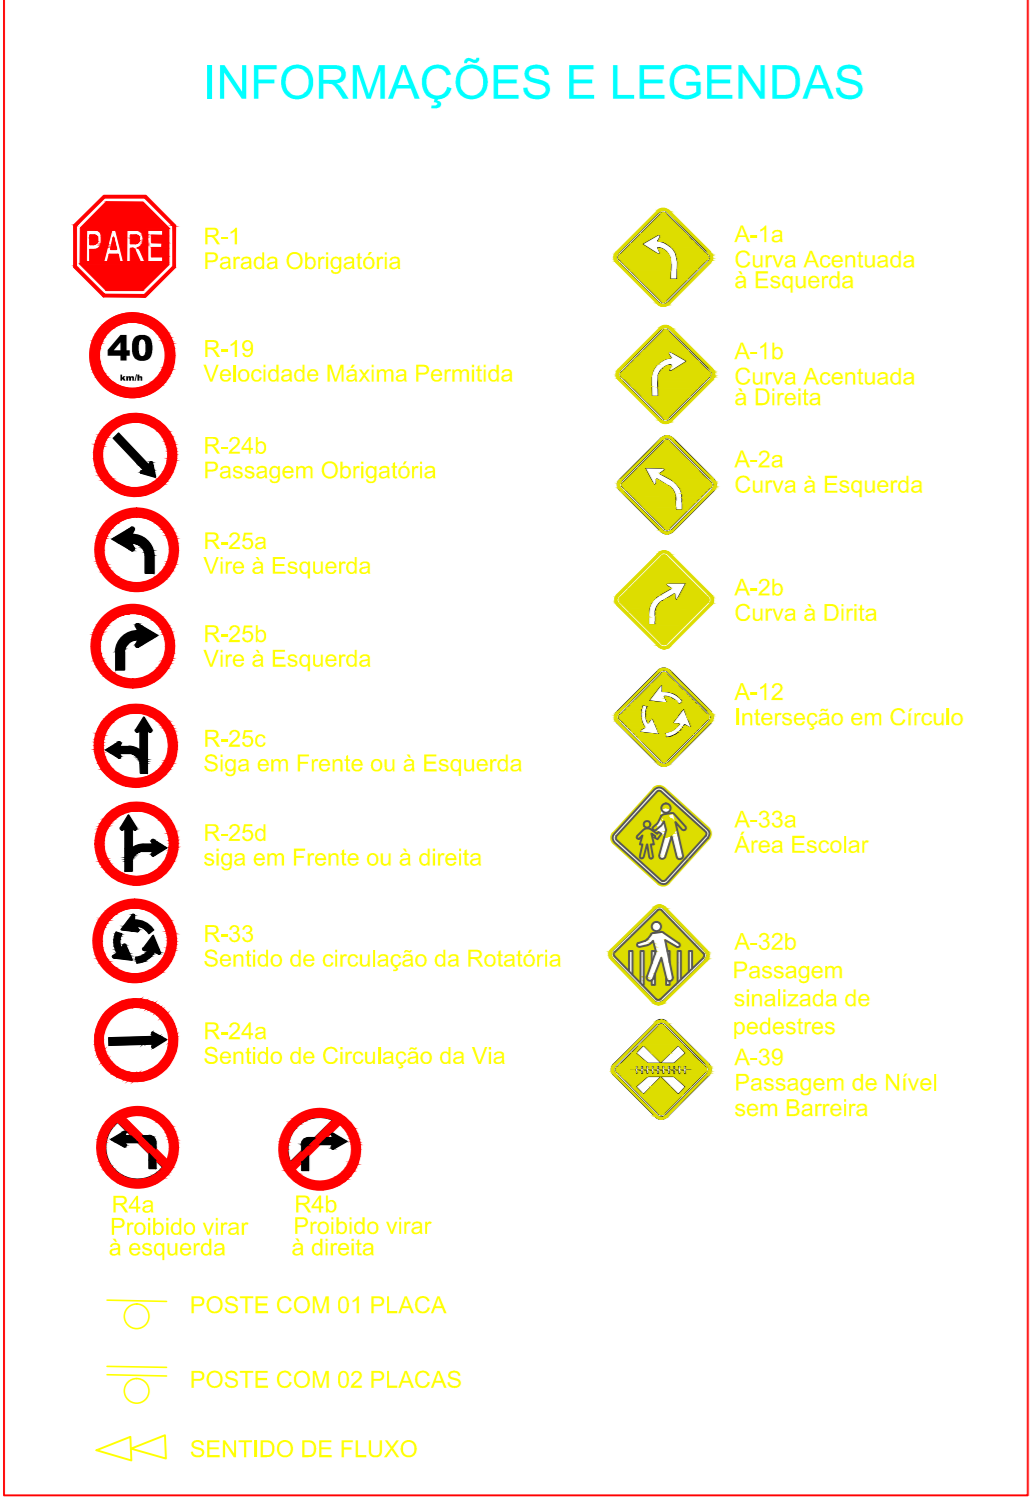 INFORMAÇÕES E LEGENDAS
PARE
R-1
Parada Obrigatória
40
km/h
R-19
Velocidade Máxima Permitida
R-24b
Passagem Obrigatória
R-25a
Vire à Esquerda
R-25b
Vire à Esquerda
R-25c
Siga em Frente ou à Esquerda
R-25d
siga em Frente ou à direita
R-33
Sentido de circulação da Rotatória
R-24a
Sentido de Circulação da Via
R4a
Proibido virar
à esquerda
R4b
Proibido virar
à direita
POSTE COM 01 PLACA
POSTE COM 02 PLACAS
SENTIDO DE FLUXO
A-1a
Curva Acentuada
à Esquerda
A-1b
Curva Acentuada
à Direita
A-2a
Curva à Esquerda
A-2b
Curva à Dirita
A-12
Interseção em Círculo
A-33a
Área Escolar
A-32b
Passagem
sinalizada de
pedestres
A-39
Passagem de Nível
sem Barreira